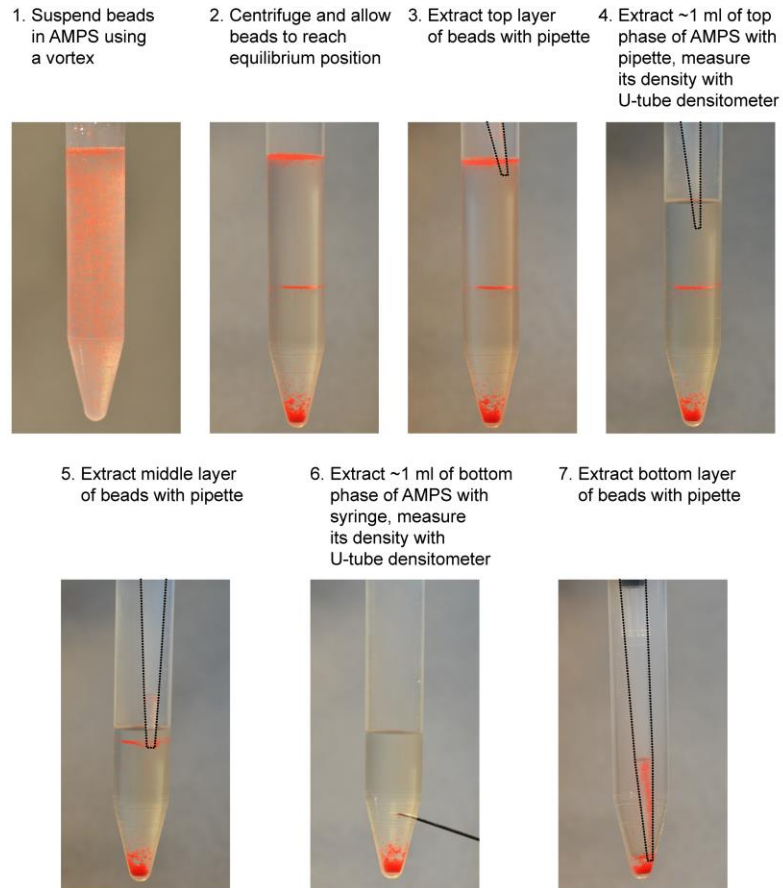 1. Suspend beads
in AMPS using
a vortex
2. Centrifuge and allow
beads to reach
equilibrium position
3. Extract top layer
of beads with pipette
4. Extract ~1 ml of top
phase of AMPS with
pipette, measure
its density with
U-tube densitometer
5. Extract middle layer
of beads with pipette
6. Extract ~1 ml of bottom
phase of AMPS with
syringe, measure
its density with
U-tube densitometer
7. Extract bottom layer
of beads with pipette